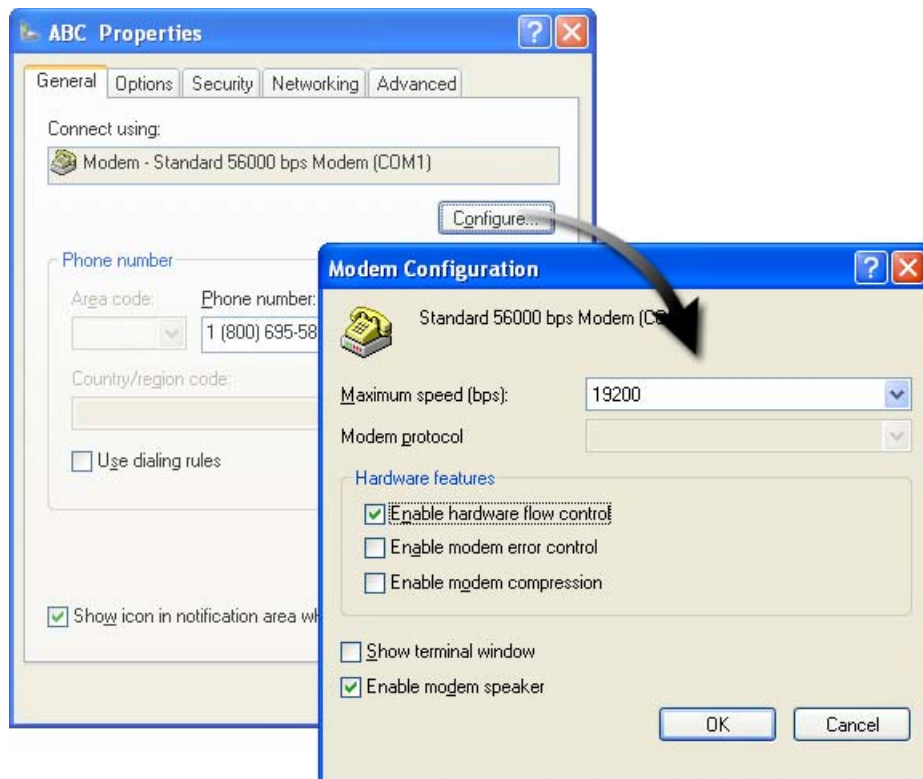 ABC Properties
General Options Security Networking Advanced
Connect using:
Modem - Standard 56000 bps Modem (COM1)
Configure...
Phone number
Area code: Phone number:
1 (800) 695-58
Country/region code:
Use dialing rules
Show icon in notification area
Modem Configuration
Standard 56000 bps Modem
Maximum speed (bps): 19200
Modem protocol
Hardware features
Enable hardware flow control
Enable modem error control
Enable modem compression
Show terminal window
Enable modem speaker
OK Cancel